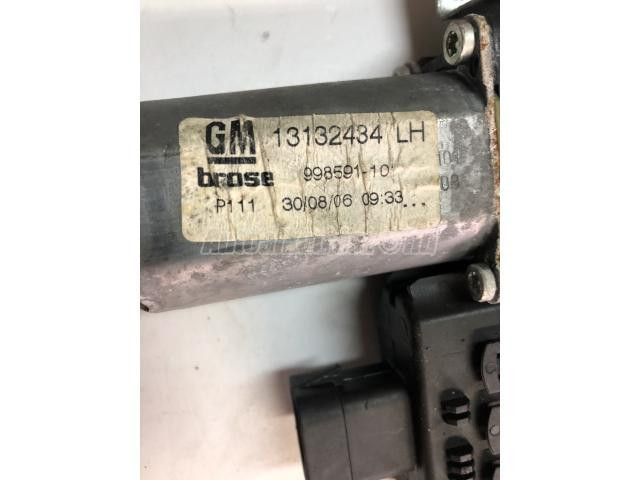 GM 13132434 LH
brose 998591-10
P111 30/08/06 09:33...